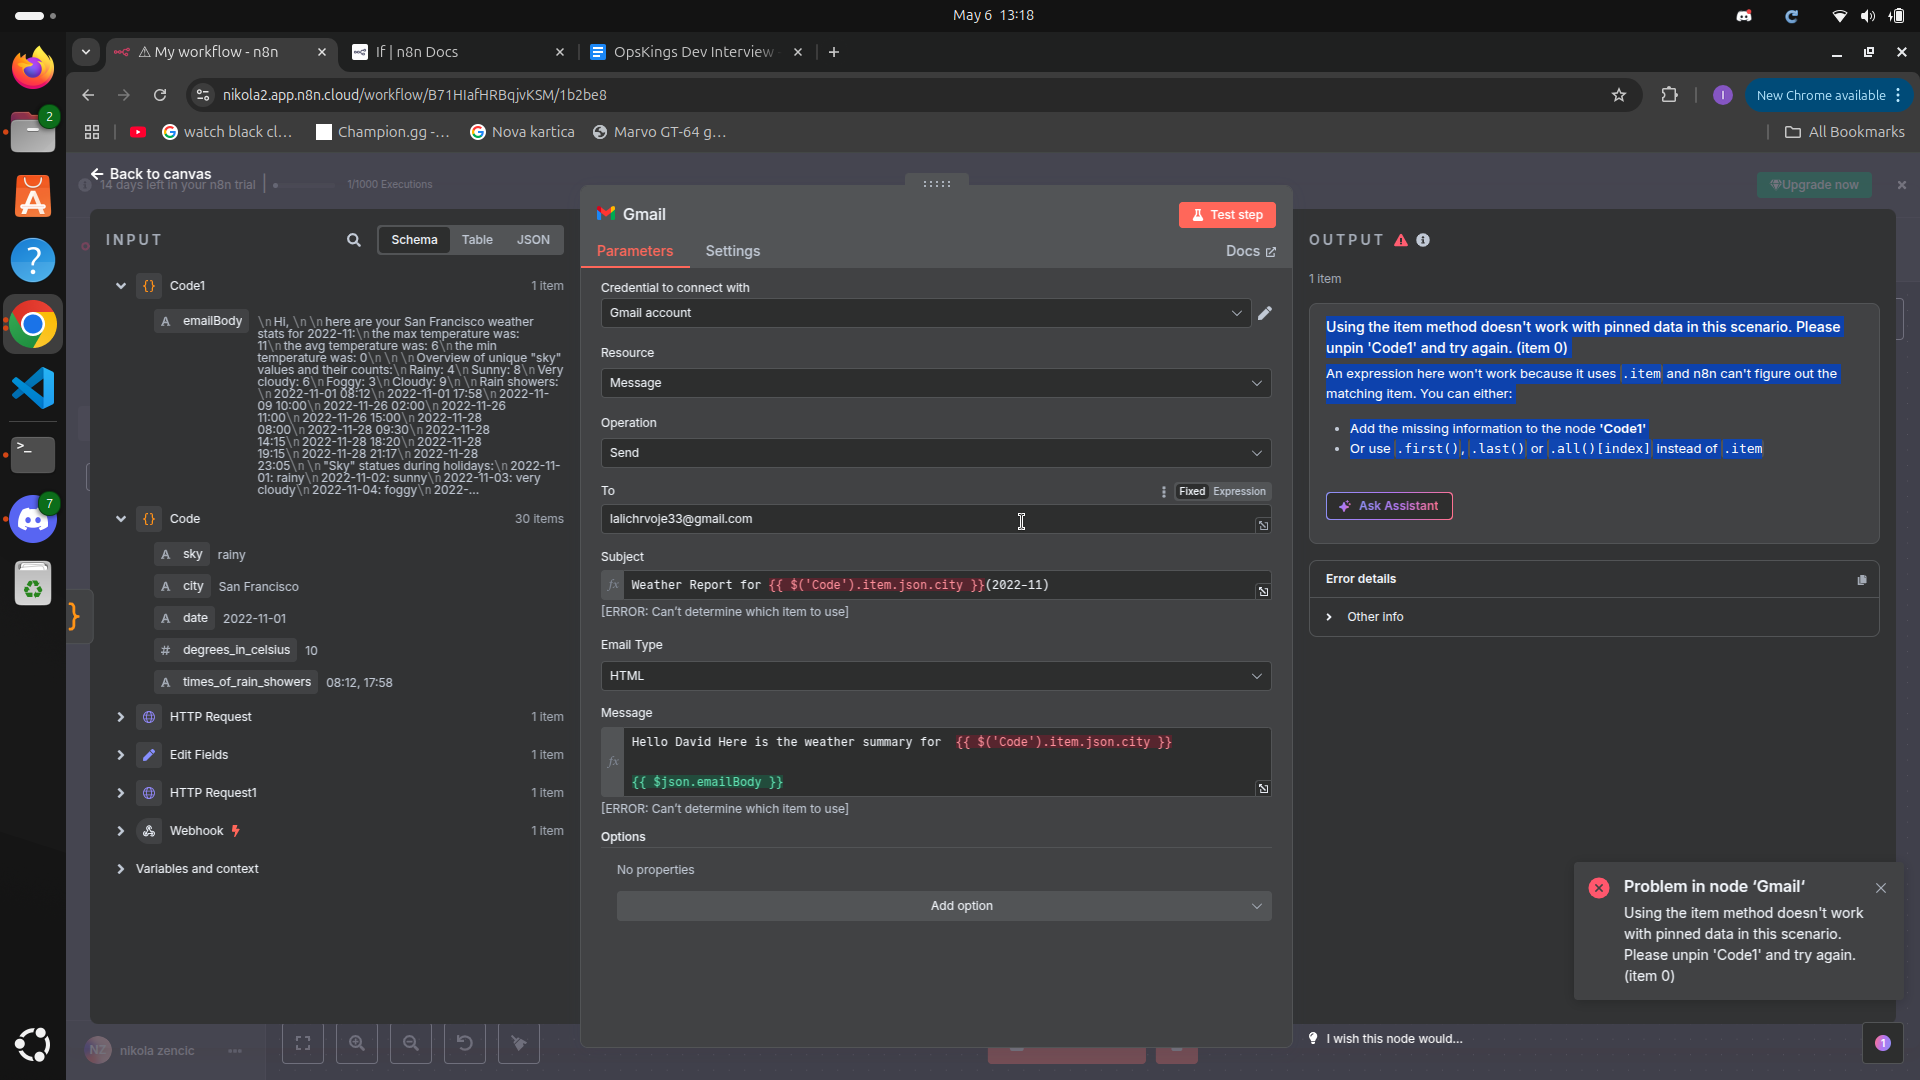 May 6 13:18
⚠ My workflow - n8n
If | n8n Docs
OpsKings Dev Interview
nikola2.app.n8n.cloud/workflow/B71HIafHRBqjvKSM/1b2be8
New Chrome available
watch black cl...
Champion.gg -...
Nova kartica
Marvo GT-64 g...
All Bookmarks
Back to canvas
14 days left in your n8n trial
1/1000 Executions
Upgrade now
INPUT
Schema
Table
JSON
Code1
1 item
emailBody
\nHi, \n \n here are your San Francisco weather
stats for 2022-11:\n the max temperature was:
11\n the avg temperature was: 6\n the min
temperature was: 0\n \n \n Overview of unique "sky"
values and their counts:\n Rainy: 4\n Sunny: 8\n Very
cloudy: 6\n Foggy: 3\n Cloudy: 9\n \n Rain showers:
\n 2022-11-01 08:12\n 2022-11-01 17:58\n 2022-11-
09 10:00\n 2022-11-26 02:00\n 2022-11-26
11:00\n 2022-11-26 15:00\n 2022-11-28
08:00\n 2022-11-28 09:30\n 2022-11-28
14:15\n 2022-11-28 18:20\n 2022-11-28
19:15\n 2022-11-28 21:17\n 2022-11-28
23:05\n \n "Sky" statues during holidays:\n 2022-11-
01: rainy\n 2022-11-02: sunny\n 2022-11-03: very
cloudy\n 2022-11-04: foggy\n 2022-...
Code
30 items
A sky rainy
A city San Francisco
A date 2022-11-01
# degrees_in_celsius 10
A times_of_rain_showers 08:12, 17:58
HTTP Request
1 item
Edit Fields
1 item
HTTP Request1
1 item
Webhook
1 item
Variables and context
nikola zencic
NZ
Gmail
Test step
Parameters
Settings
Docs
Credential to connect with
Gmail account
Resource
Message
Operation
Send
To
Fixed
Expression
lalichrvoje33@gmail.com
Subject
fx
Weather Report for {{ $('Code').item.json.city }}(2022-11)
[ERROR: Can't determine which item to use]
Email Type
HTML
Message
fx
Hello David Here is the weather summary for {{ $('Code').item.json.city }}
{{ $json.emailBody }}
[ERROR: Can't determine which item to use]
Options
No properties
Add option
OUTPUT
1 item
Using the item method doesn't work with pinned data in this scenario. Please
unpin 'Code1' and try again. (item 0)
An expression here won't work because it uses .item and n8n can't figure out the
matching item. You can either:
• Add the missing information to the node 'Code1'
• Or use .first(), .last() or .all()[index] instead of .item
Ask Assistant
Error details
Other info
Problem in node 'Gmail'
Using the item method doesn't work
with pinned data in this scenario.
Please unpin 'Code1' and try again.
(item 0)
I wish this node would...
1
2
7